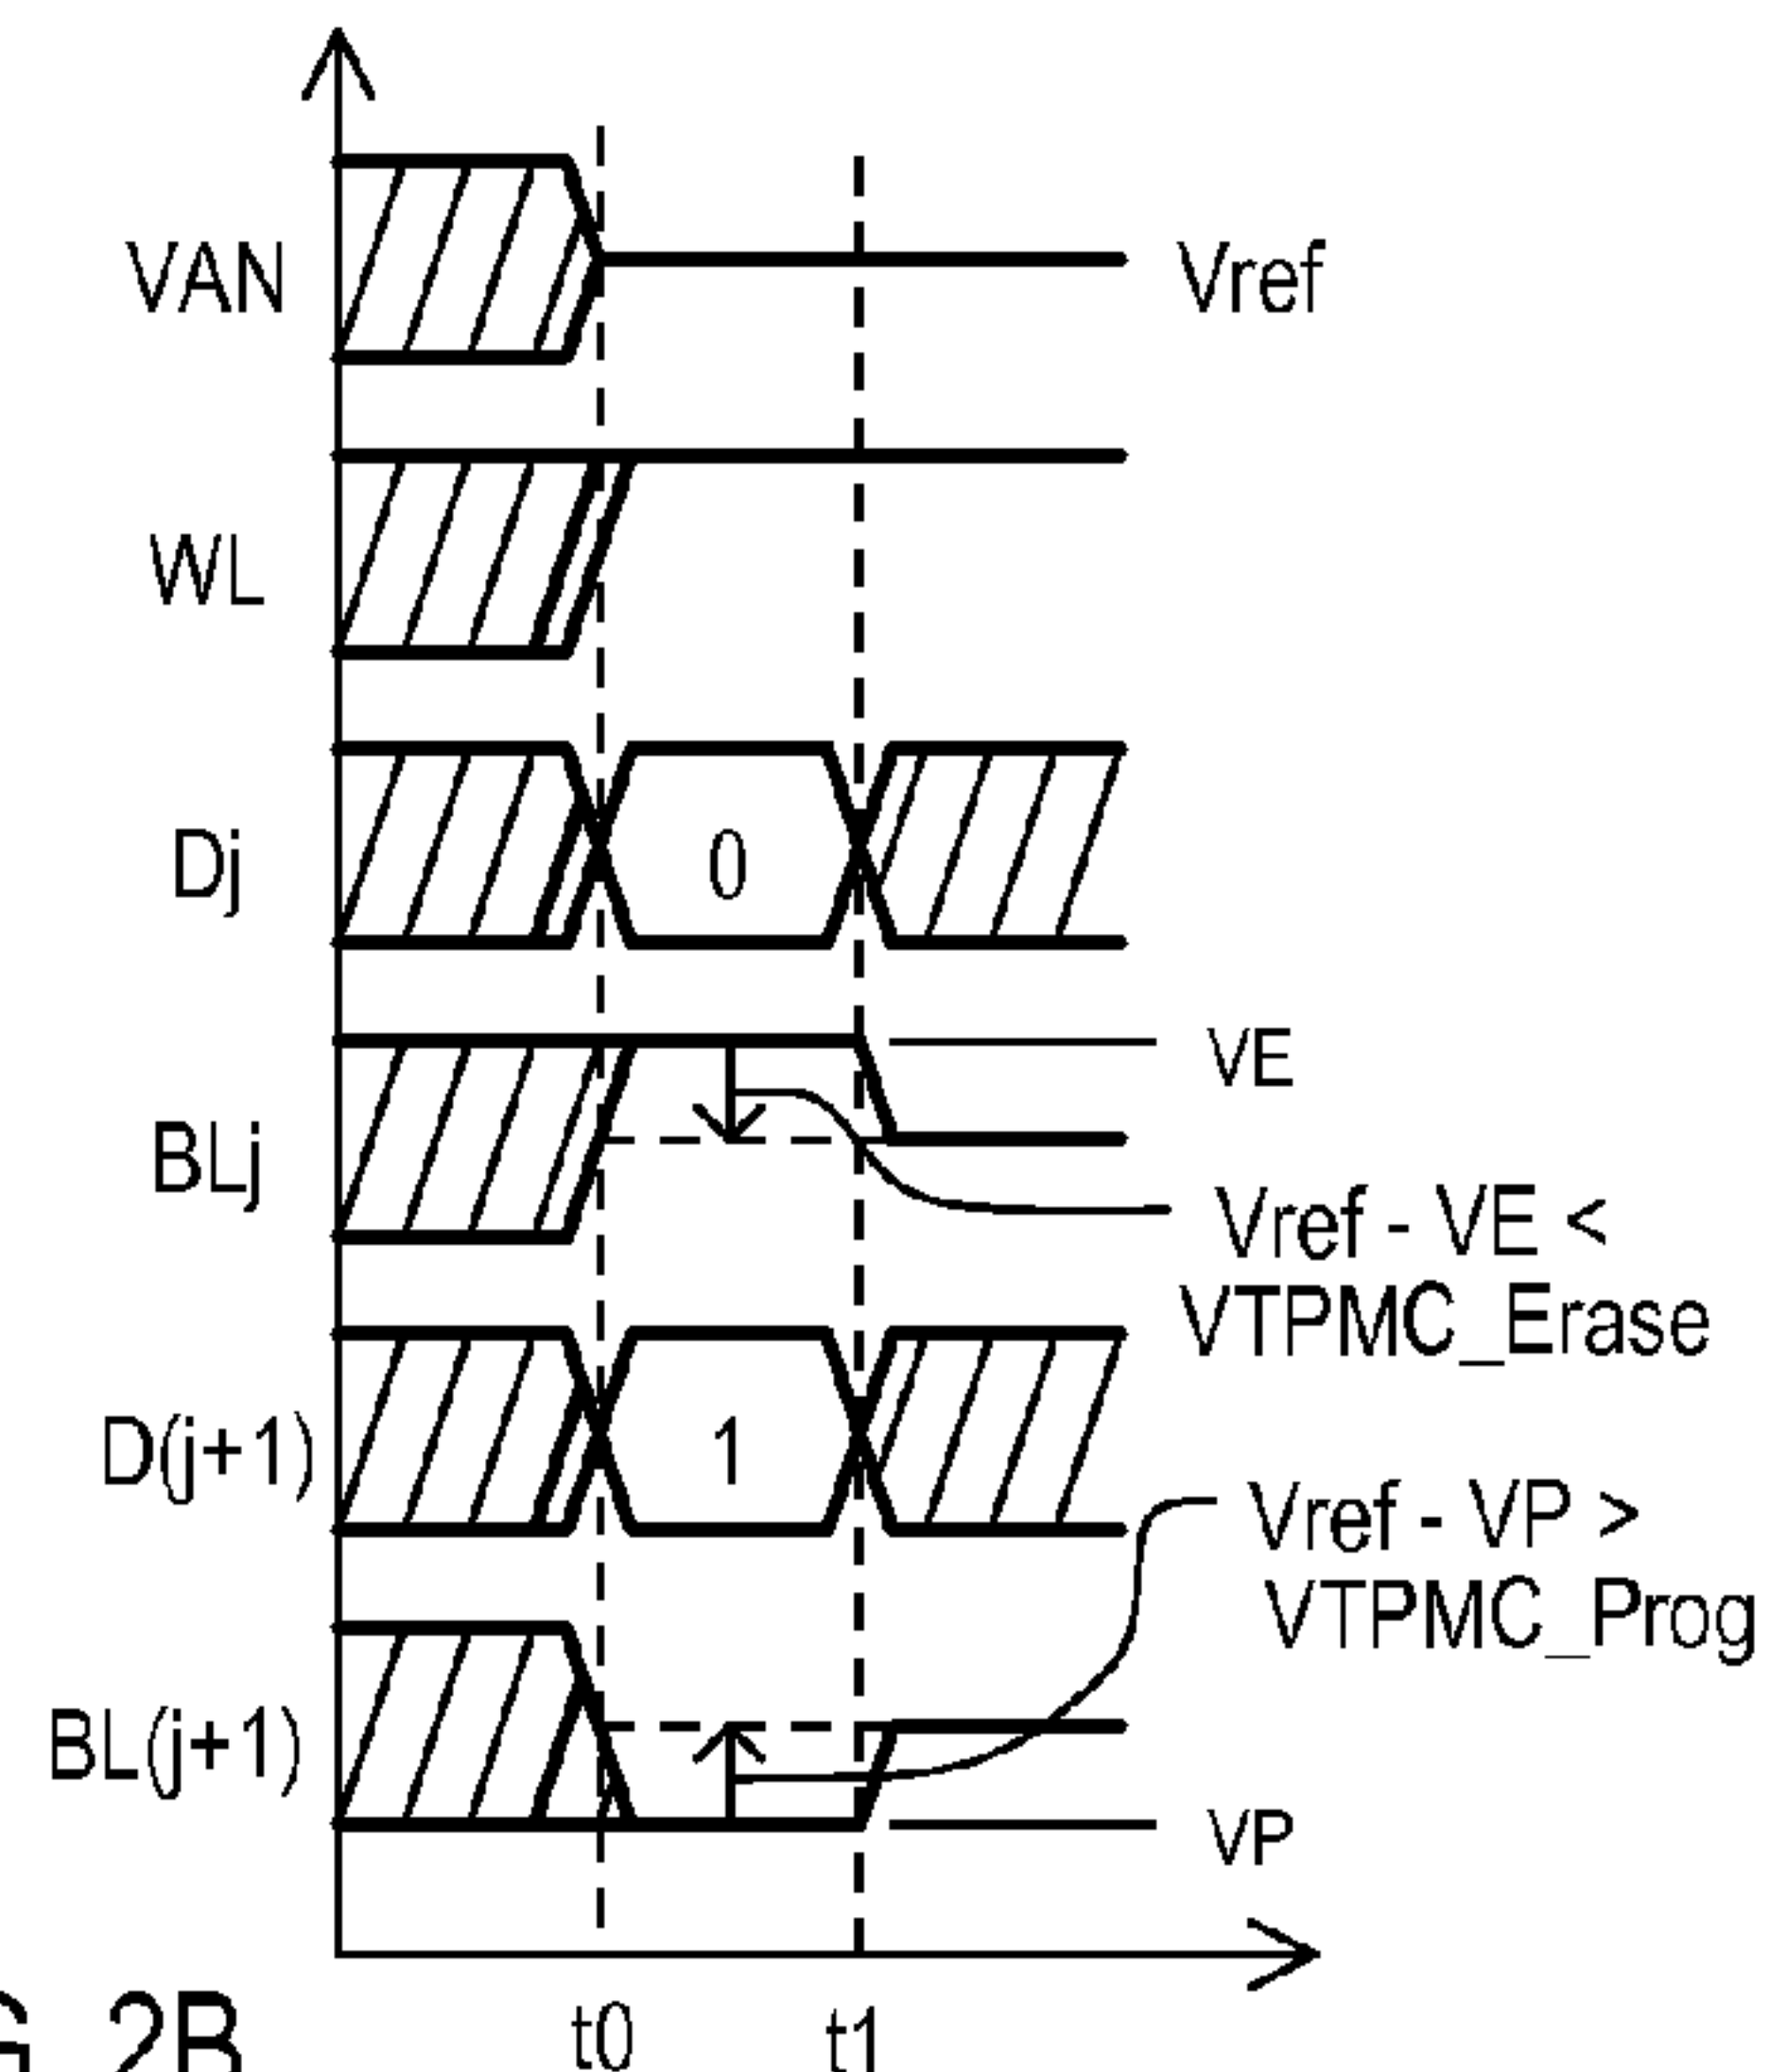 VAN
Vref
WL
Dj
0
VE
BLj
Vref - VE <
VTPMC_Erase
D(j+1)
1
Vref - VP >
VTPMC_Prog
BL(j+1)
VP
t0
t1
G. 2B